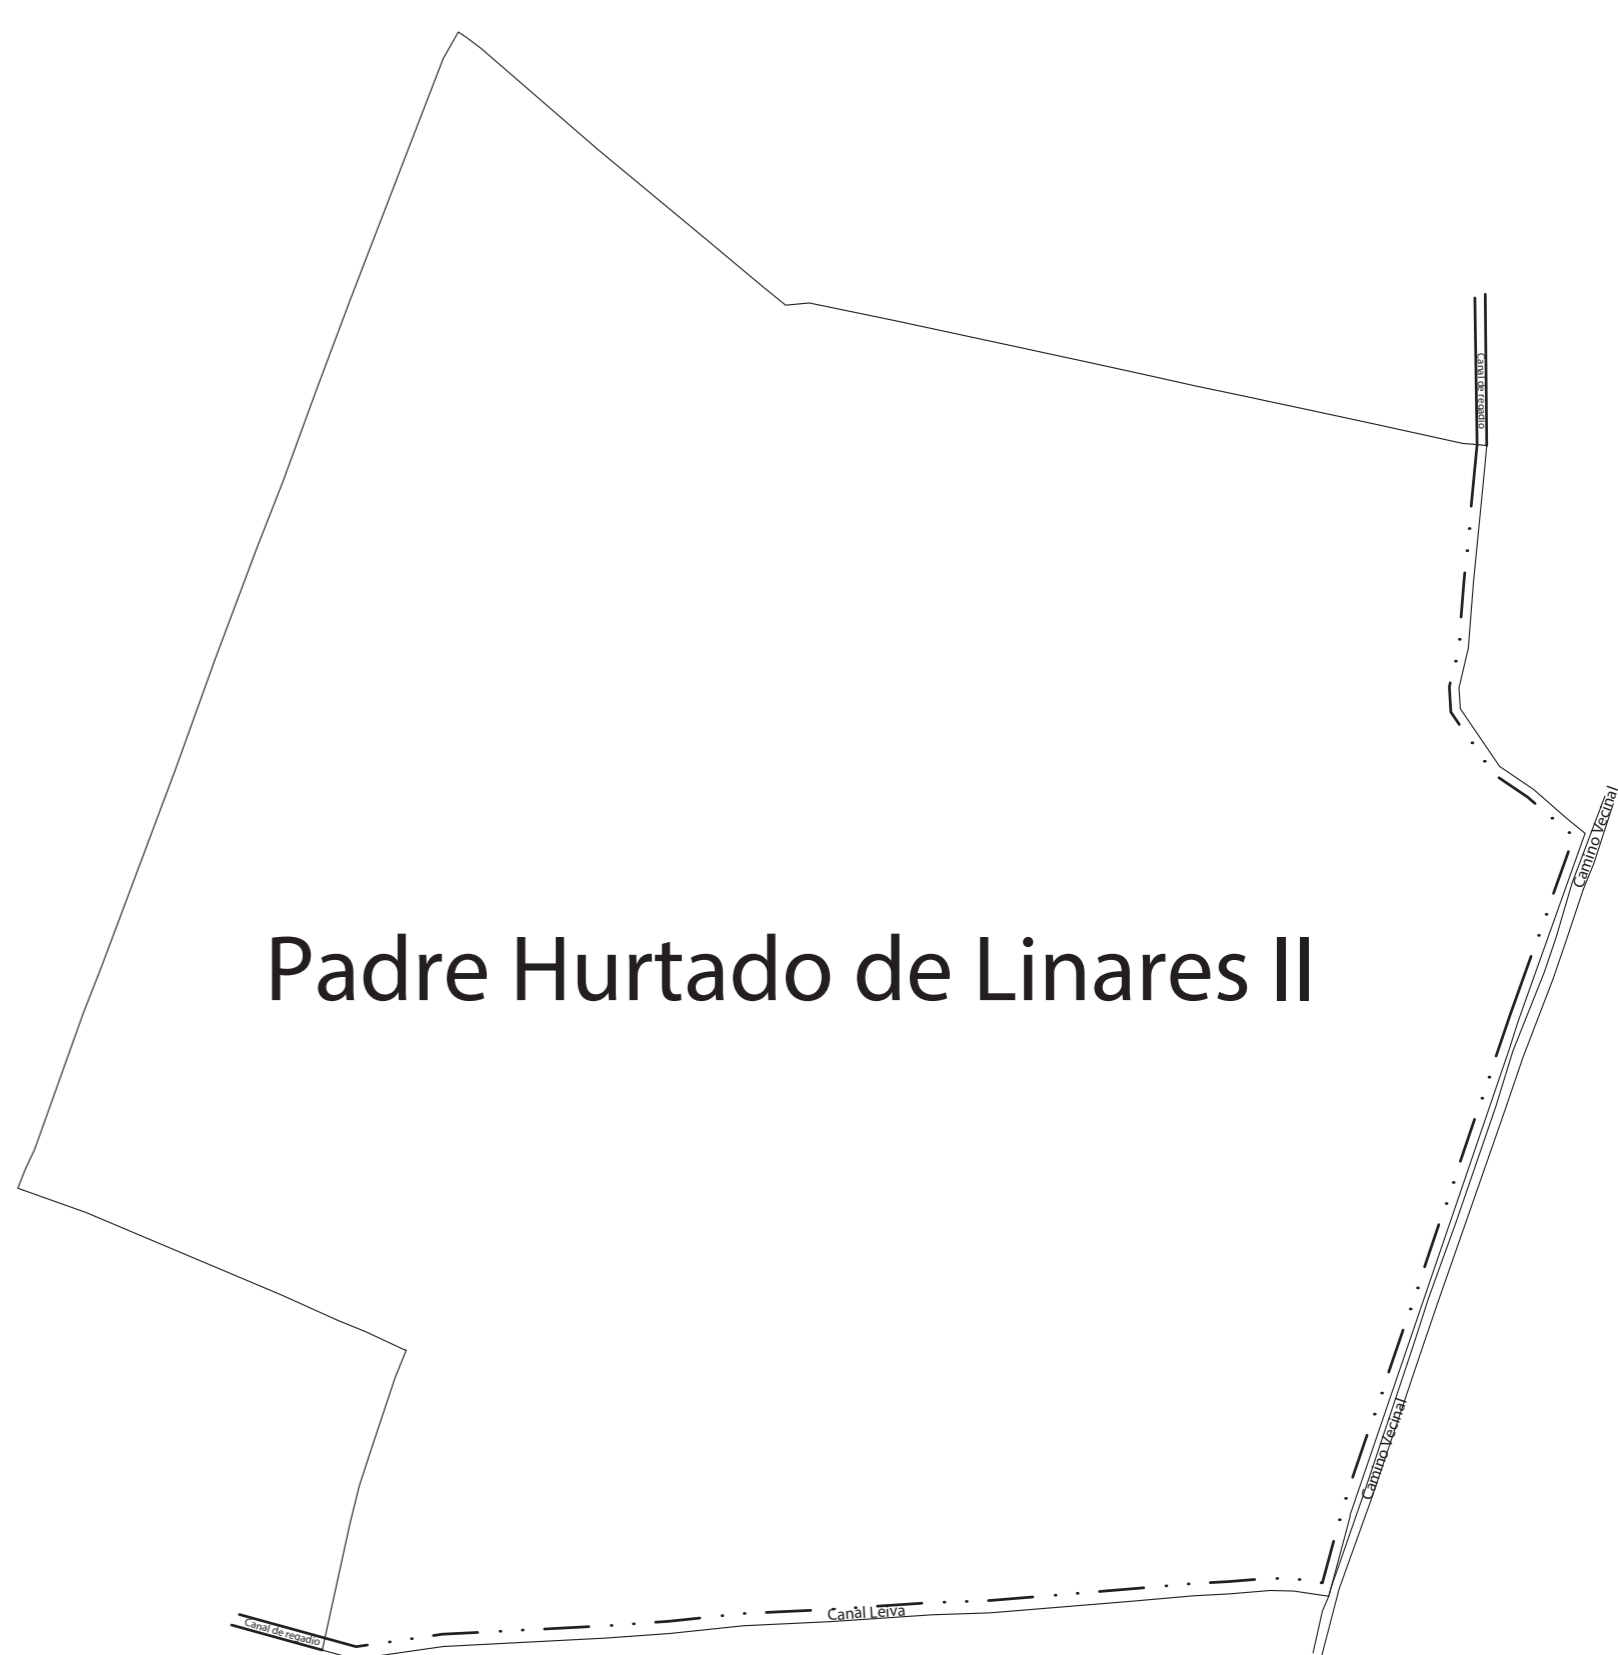 Canal de regadio
Camino Vecinal
Padre Hurtado de Linares II
Camino Vecinal
Canal Leiva
Canal de regadio